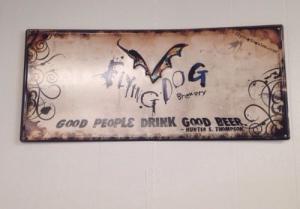 FLYING DOG
Brewery
GOOD PEOPLE DRINK GOOD BEER.
- HUNTER S. THOMPSON